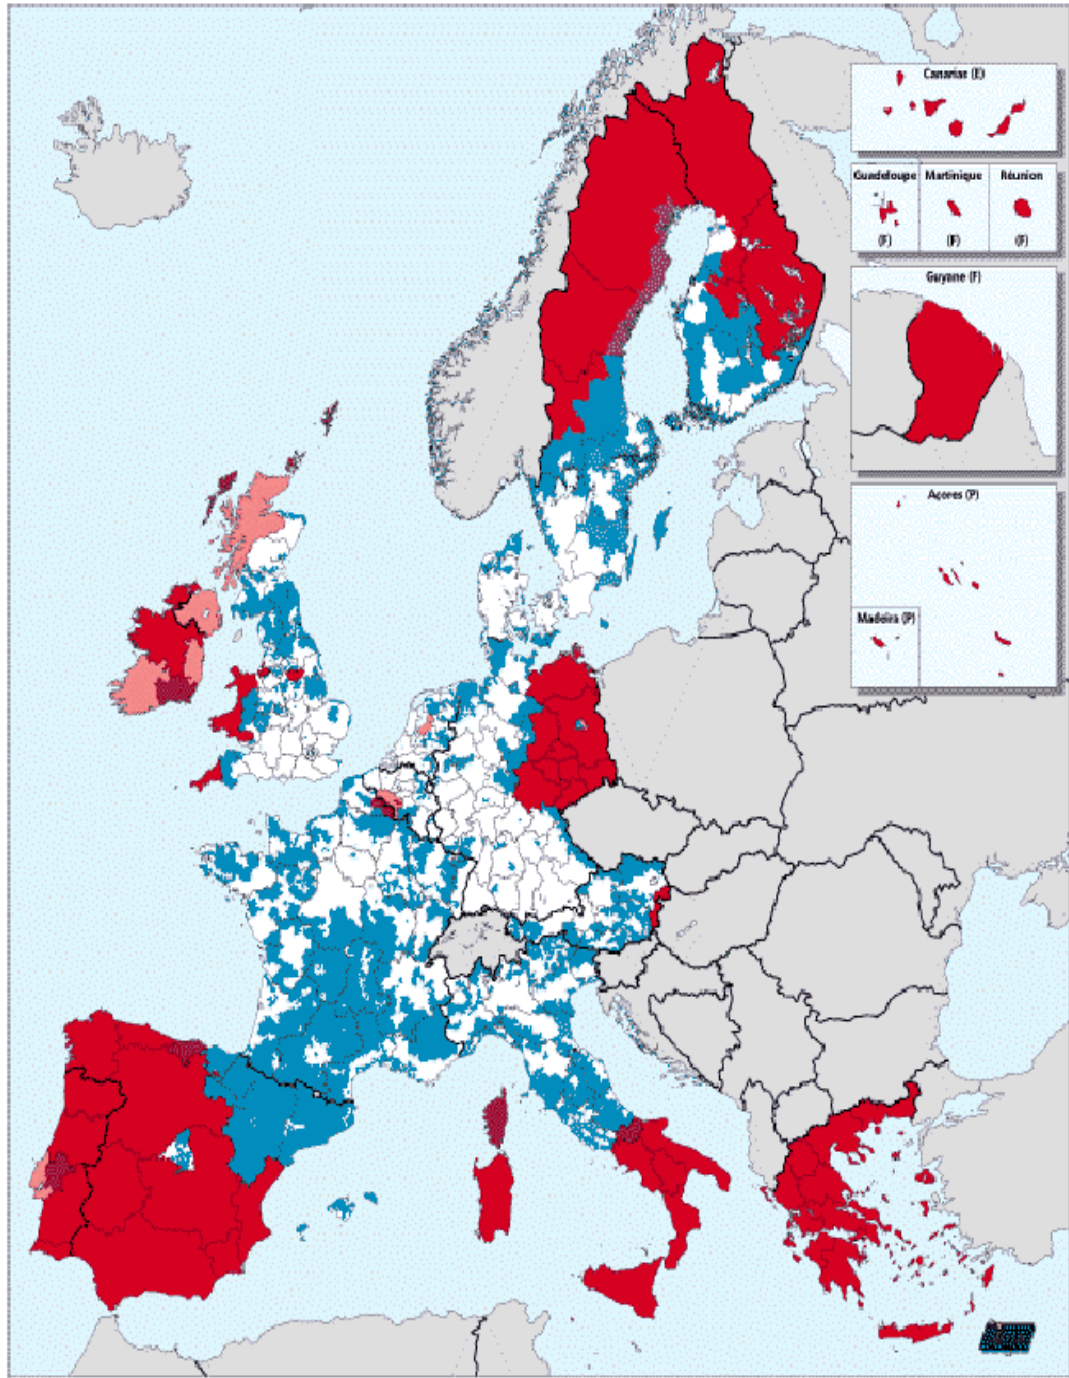 Canarias (E)
Guadeloupe
Martinique
Réunion
(F)
(F)
(F)
Guyane (F)
Açores (P)
Madeira (P)